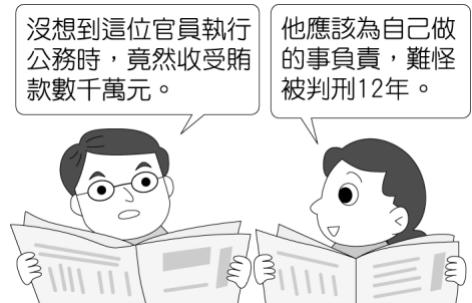 沒想到這位官員執行
公務時，竟然收受賄
款數千萬元。
他應該為自己做
的事負責，難怪
被判刑12年。